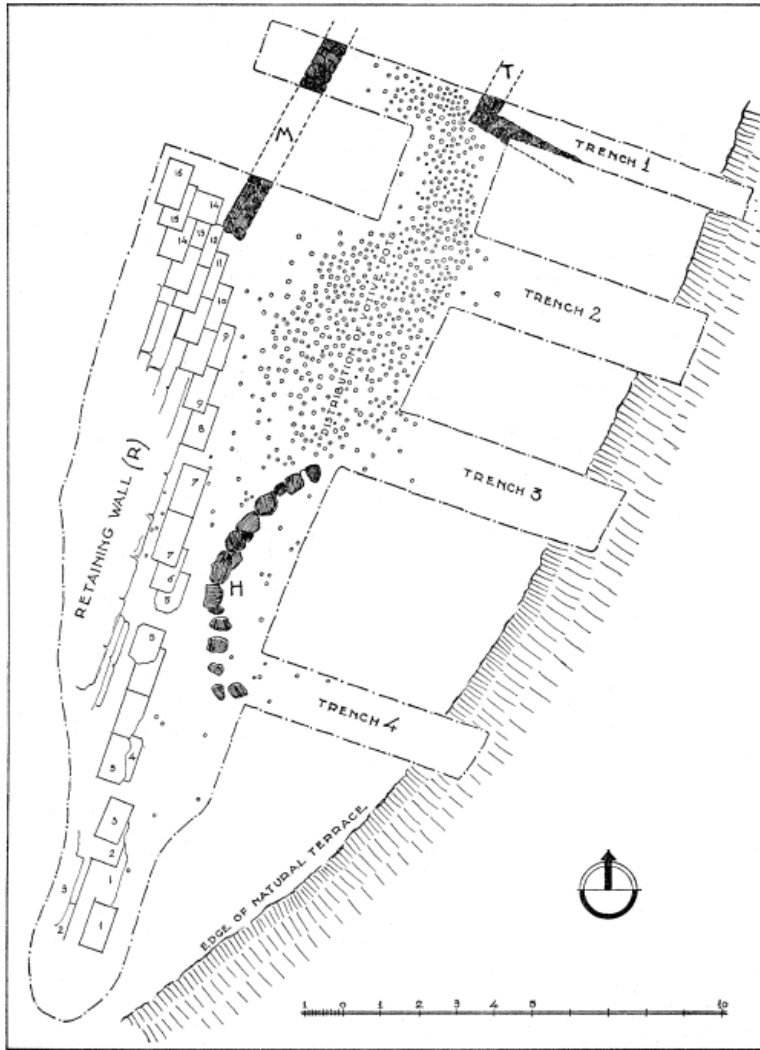 T
M
TRENCH 1
16
15
14
14
13
12
11
10
TRENCH 2
DISTRIBUTION OF VOTIVE POTS
9
9
8
TRENCH 3
RETAINING WALL (R)
7
7
6
5
H
5
TRENCH 4
5
4
3
2
1
3
2
1
EDGE OF NATURAL TERRACE
1 0 1 2 3 4 5 10